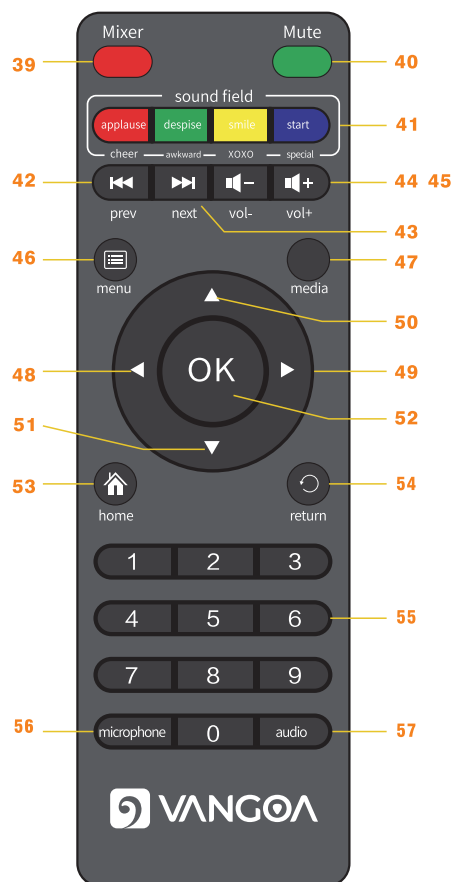 Mixer Mute
39 40
sound field
applause despise smile start 41
cheer awkward XOXO special
42 44 45
prev next vol- vol+
43
46 47
menu media
50
48 OK 49
52
51
53 54
home return
1 2 3
4 5 6 55
7 8 9
56 microphone 0 audio 57
VANGOA